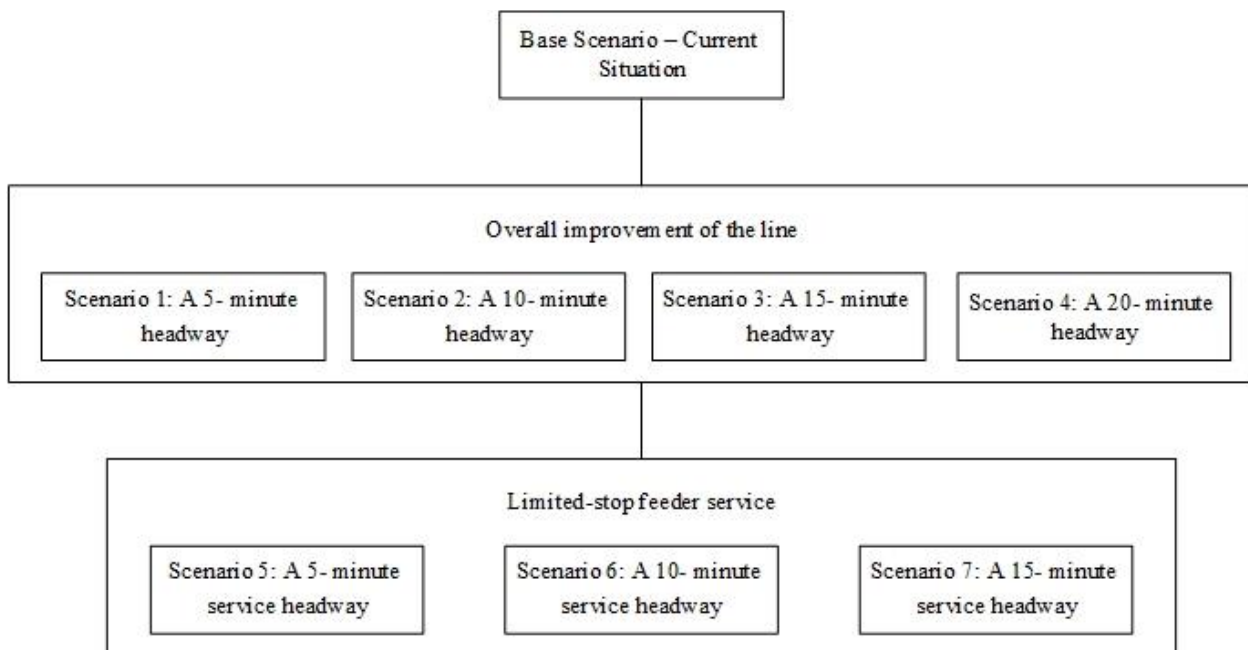 Base Scenario – Current
Situation
Overall improvement of the line
Scenario 1: A 5- minute
headway
Scenario 2: A 10- minute
headway
Scenario 3: A 15- minute
headway
Scenario 4: A 20- minute
headway
Limited-stop feeder service
Scenario 5: A 5- minute
service headway
Scenario 6: A 10- minute
service headway
Scenario 7: A 15- minute
service headway